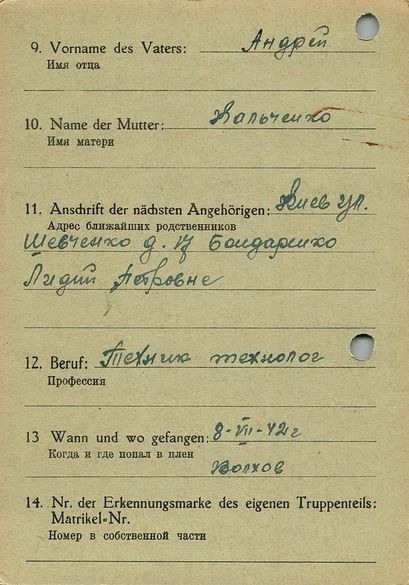 9. Vorname des Vaters: Андрей
Имя отца
10. Name der Mutter: Кальченко
Имя матери
11. Anschrift der nächsten Angehörigen: Киев ул.
Адрес ближайших родственников
Шевченко д. 17 Бондаренко
Лидии Петровне
12. Beruf: Техник технолог
Профессия
13 Wann und wo gefangen: 8-VII-42г
Когда и где попал в плен
Волхов
14. Nr. der Erkennungsmarke des eigenen Truppenteils:
Matrikel-Nr.
Номер в собственной части